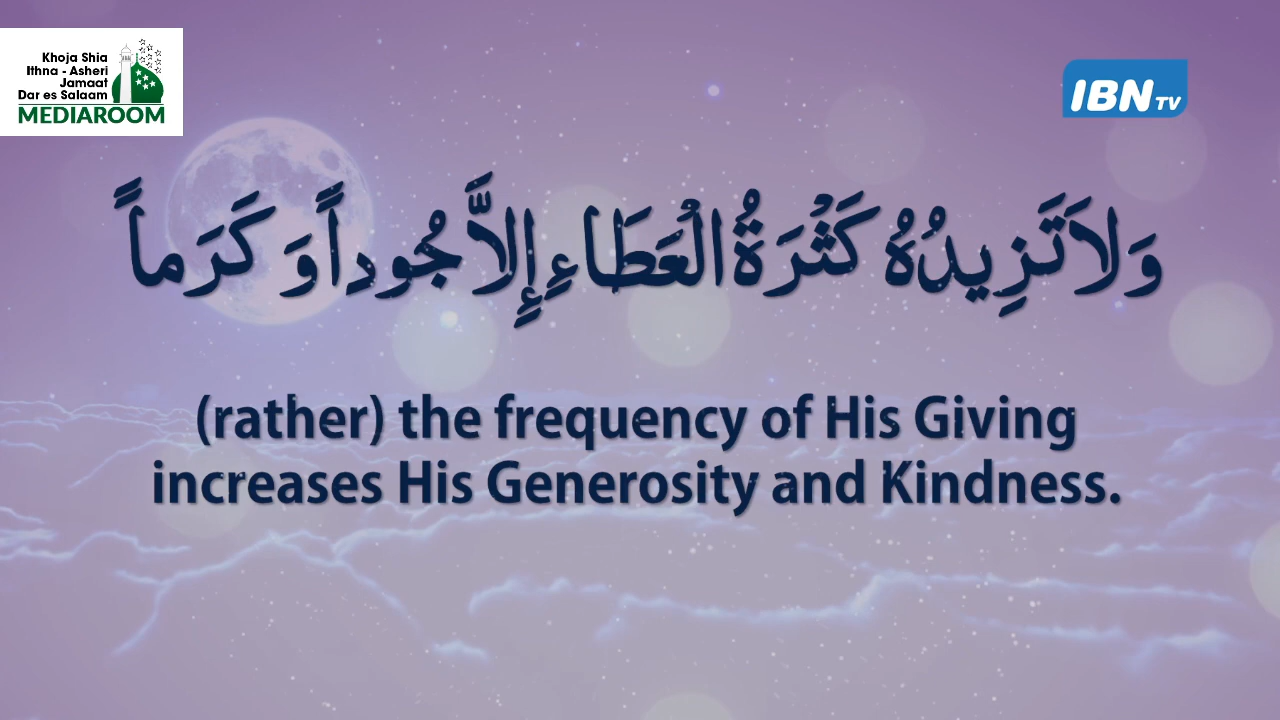 Khoja Shia
Ithna - Asheri
Jamaat
Dar es Salaam
MEDIAROOM
IBN TV
وَلاَ تَزِيدُهُ كَثْرَةُ الْعَطَاءِ إِلاَّ جُوداً وَ كَرَماً
(rather) the frequency of His Giving
increases His Generosity and Kindness.